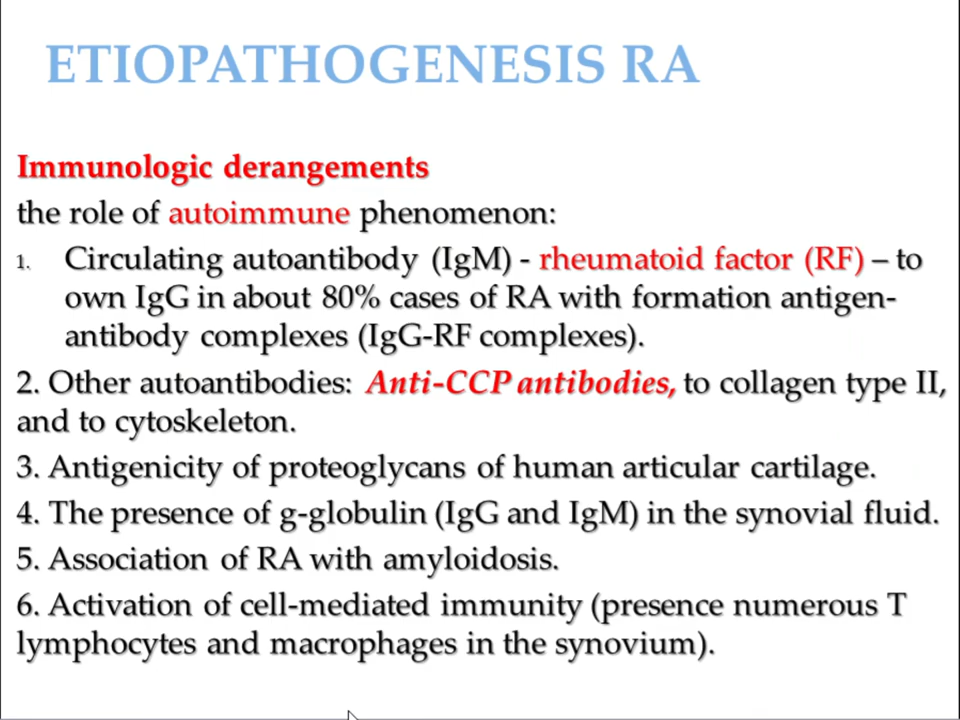 ETIOPATHOGENESIS RA
Immunologic derangements
the role of autoimmune phenomenon:
1. Circulating autoantibody (IgM) - rheumatoid factor (RF) – to
own IgG in about 80% cases of RA with formation antigen-
antibody complexes (IgG-RF complexes).
2. Other autoantibodies: Anti-CCP antibodies, to collagen type II,
and to cytoskeleton.
3. Antigenicity of proteoglycans of human articular cartilage.
4. The presence of g-globulin (IgG and IgM) in the synovial fluid.
5. Association of RA with amyloidosis.
6. Activation of cell-mediated immunity (presence numerous T
lymphocytes and macrophages in the synovium).